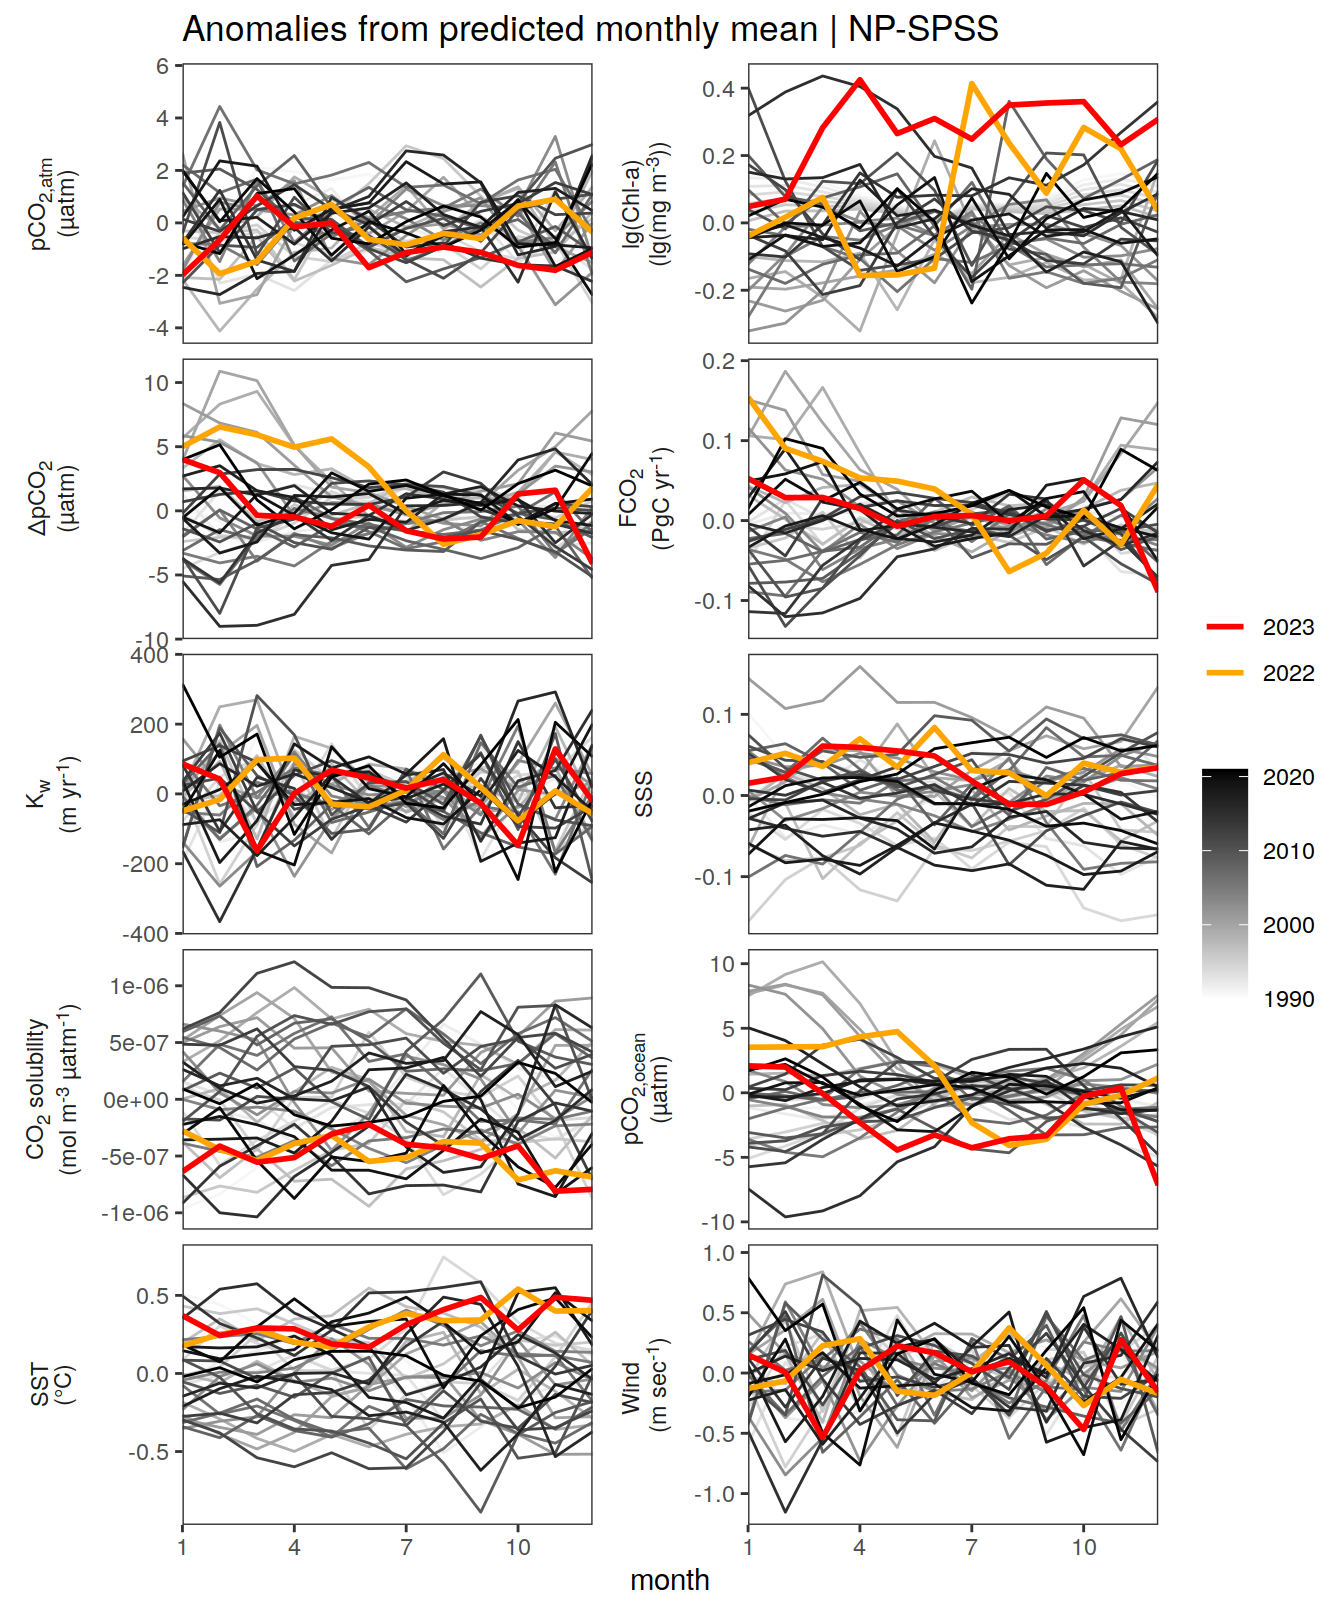 Anomalies from predicted monthly mean | NP-SPSS
pCO2,atm
(µatm)
6
4
2
0
-2
-4
lg(Chl-a)
(lg(mg m-3))
0.4
0.2
0.0
-0.2
ΔpCO2
(µatm)
10
5
0
-5
-10
FCO2
(PgC yr-1)
0.2
0.1
0.0
-0.1
Kw
(m yr-1)
400
200
0
-200
-400
SSS
0.1
0.0
-0.1
CO2 solubility
(mol m-3 µatm-1)
1e-06
5e-07
0e+00
-5e-07
-1e-06
pCO2,ocean
(µatm)
10
5
0
-5
-10
SST
(°C)
0.5
0.0
-0.5
Wind
(m sec-1)
1.0
0.5
0.0
-0.5
-1.0
1 4 7 10
1 4 7 10
month
2023
2022
2020
2010
2000
1990